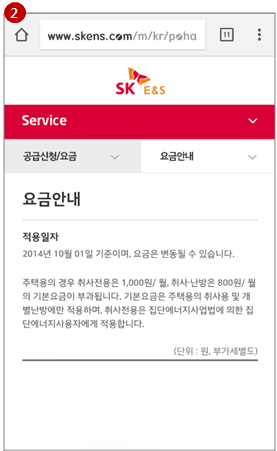 2
www.skens.com/m/kr/poha
11
SK E&S
Service
공급신청/요금
요금안내
요금안내
적용일자
2014년 10월 01일 기준이며, 요금은 변동될 수 있습니다.
주택용의 경우 취사전용은 1,000원/ 월, 취사·난방은 800원/ 월
의 기본요금이 부과됩니다. 기본요금은 주택용의 취사용 및 개
별난방에만 적용하며, 취사전용은 집단에너지사업법에 의한 집
단에너지사용자에게 적용합니다.
(단위 : 원, 부가세별도)